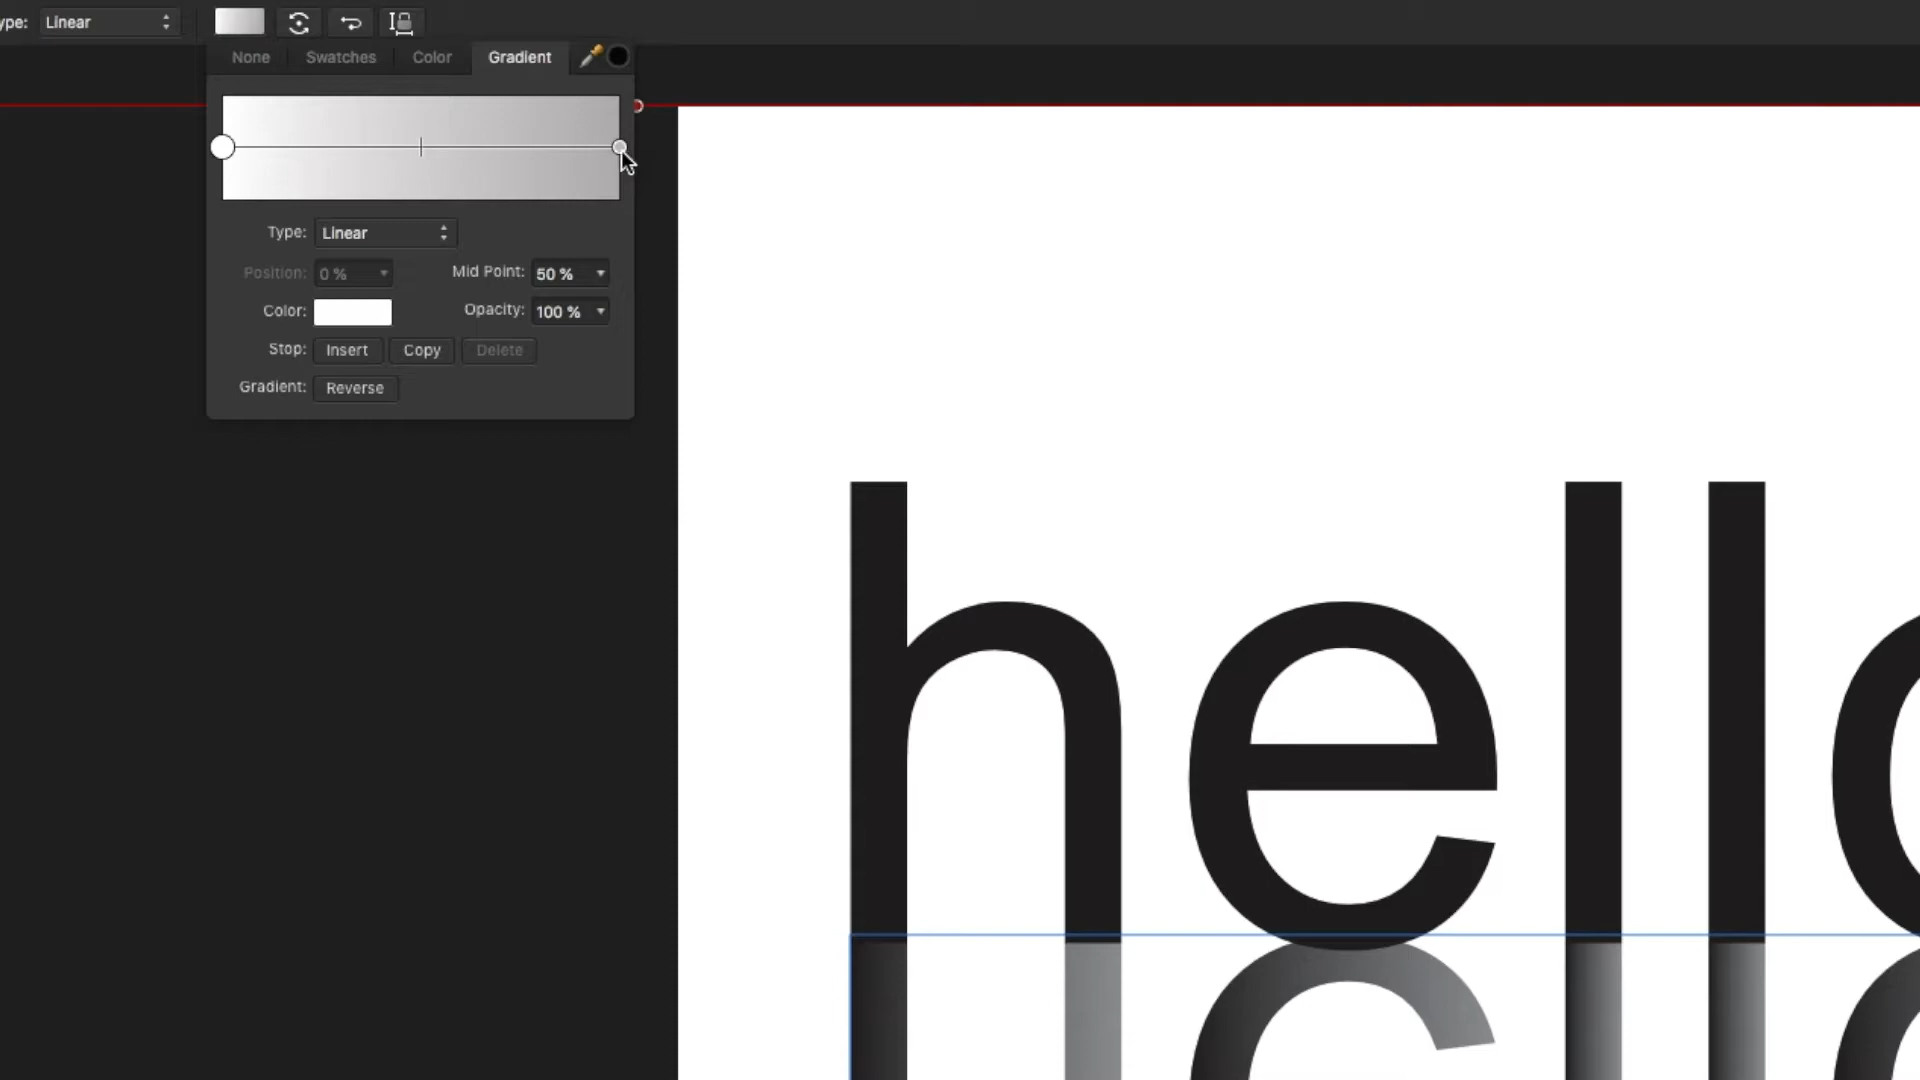 ype: Linear
None Swatches Color Gradient
Type: Linear
Position: 0 % Mid Point: 50 %
Color: Opacity: 100 %
Stop: Insert Copy Delete
Gradient: Reverse
hello